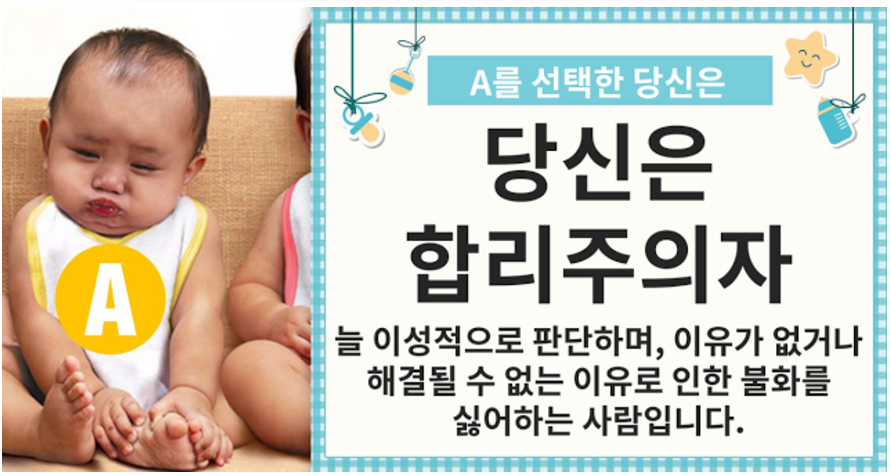 A
A를 선택한 당신은
당신은
합리주의자
늘 이성적으로 판단하며, 이유가 없거나
해결될 수 없는 이유로 인한 불화를
싫어하는 사람입니다.